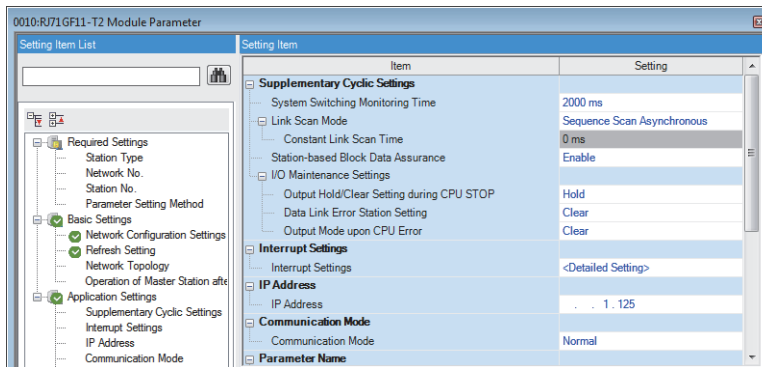 0010:RJ71GF11-T2 Module Parameter
Setting Item List
Required Settings
Station Type
Network No.
Station No.
Parameter Setting Method
Basic Settings
Network Configuration Settings
Refresh Setting
Network Topology
Operation of Master Station afte
Application Settings
Supplementary Cyclic Settings
Interrupt Settings
IP Address
Communication Mode
Setting Item
Item Setting
Supplementary Cyclic Settings
System Switching Monitoring Time 2000 ms
Link Scan Mode Sequence Scan Asynchronous
Constant Link Scan Time 0 ms
Station-based Block Data Assurance Enable
I/O Maintenance Settings
Output Hold/Clear Setting during CPU STOP Hold
Data Link Error Station Setting Clear
Output Mode upon CPU Error Clear
Interrupt Settings
Interrupt Settings <Detailed Setting>
IP Address
IP Address . . 1 . 125
Communication Mode
Communication Mode Normal
Parameter Name